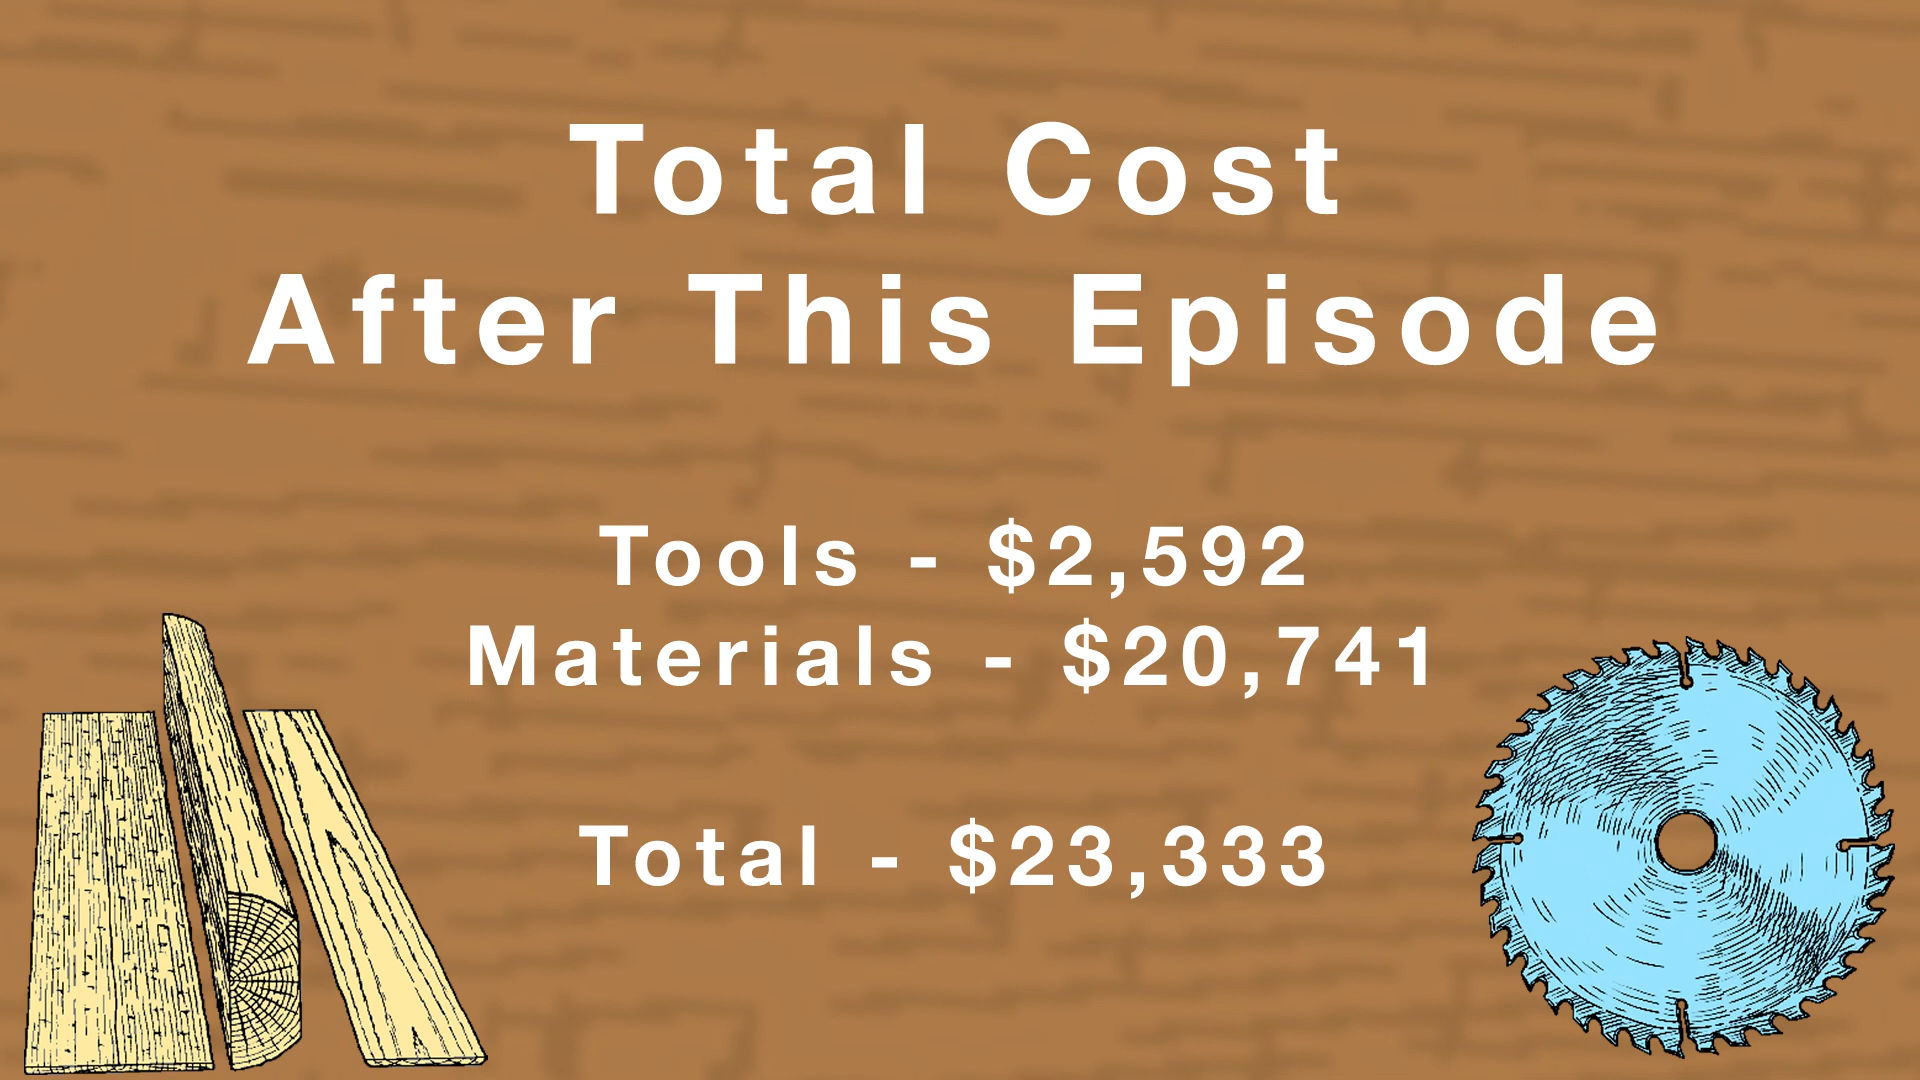 Total Cost
After This Episode
Tools - $2,592
Materials - $20,741
Total - $23,333